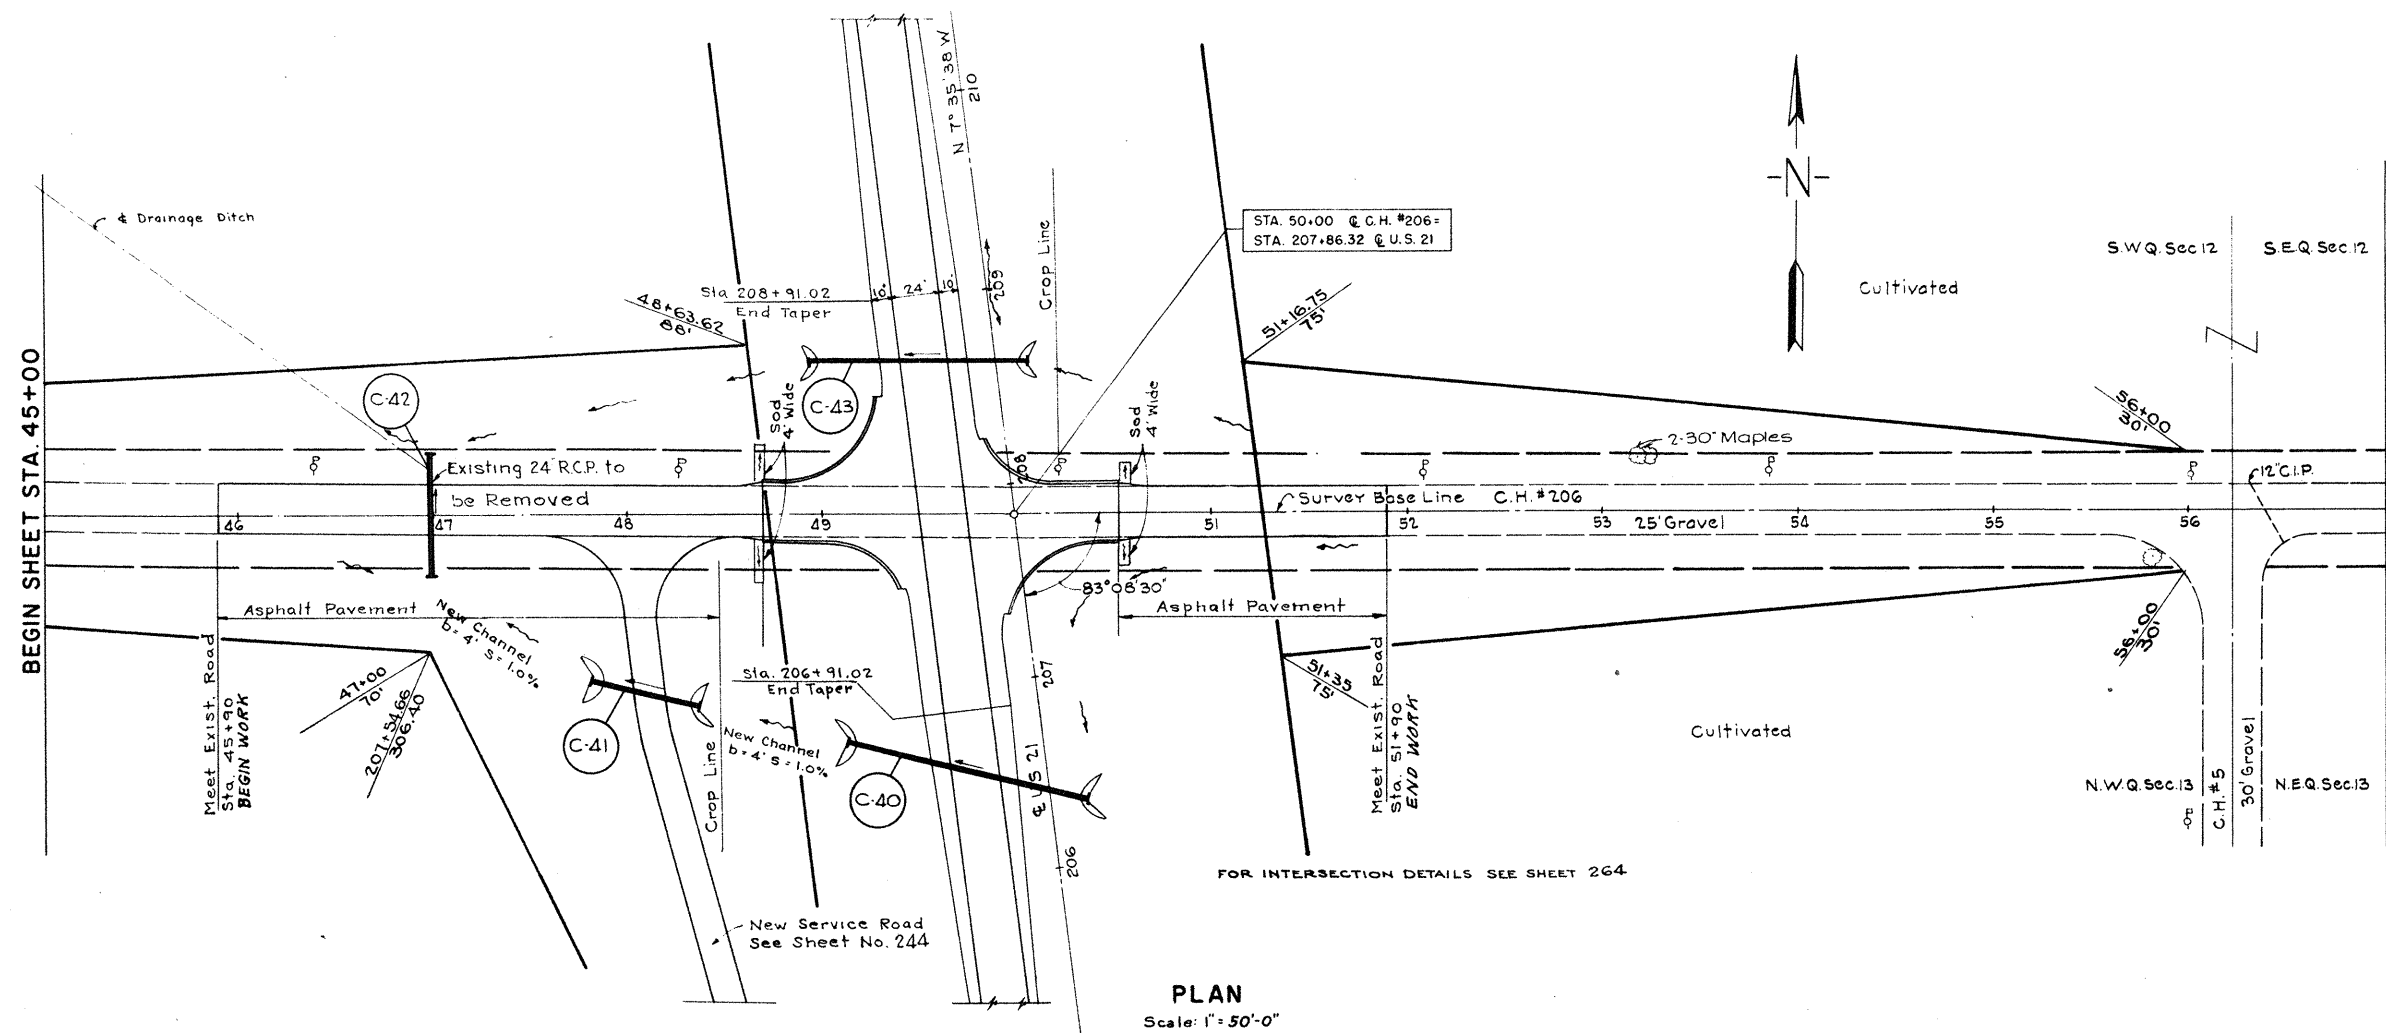 BEGIN SHEET STA. 45+00
℄ Drainage Ditch
C-42
Existing 24" R.C.P. to
be Removed
48+63.62
88'
Sta 208+91.02
End Taper
10'
24'
10'
N 7° 35' 38 W
210
209
208
207
206
Crop Line
C-43
Sod
4' Wide
Sod
4' Wide
STA. 50+00 ℄ C.H. #206=
STA. 207+86.32 ℄ U.S. 21
51+16.75
75'
N
Cultivated
S.W.Q. Sec 12
S.E.Q. Sec. 12
56+00
30'
2-30" Maples
12" C.I.P.
Survey Base Line C.H. #206
46
47
48
49
51
52
53
25' Gravel
54
55
56
83° 08' 30"
Asphalt Pavement
Asphalt Pavement
New Channel
b = 4' S = 1.0%
Meet Exist. Road
Sta. 45+90
BEGIN WORK
47+00
70'
207+54.66
306.40
C-41
Crop Line
New Channel
b = 4' S = 1.0%
Sta. 206+91.02
End Taper
C-40
℄ U.S. 21
51+35
75'
Meet Exist. Road
Sta. 51+90
END WORK
Cultivated
56+00
30'
N.W.Q. Sec. 13
C.H. #5
30' Gravel
N.E.Q. Sec. 13
FOR INTERSECTION DETAILS SEE SHEET 264
New Service Road
See Sheet No. 244
PLAN
Scale: 1" = 50'-0"